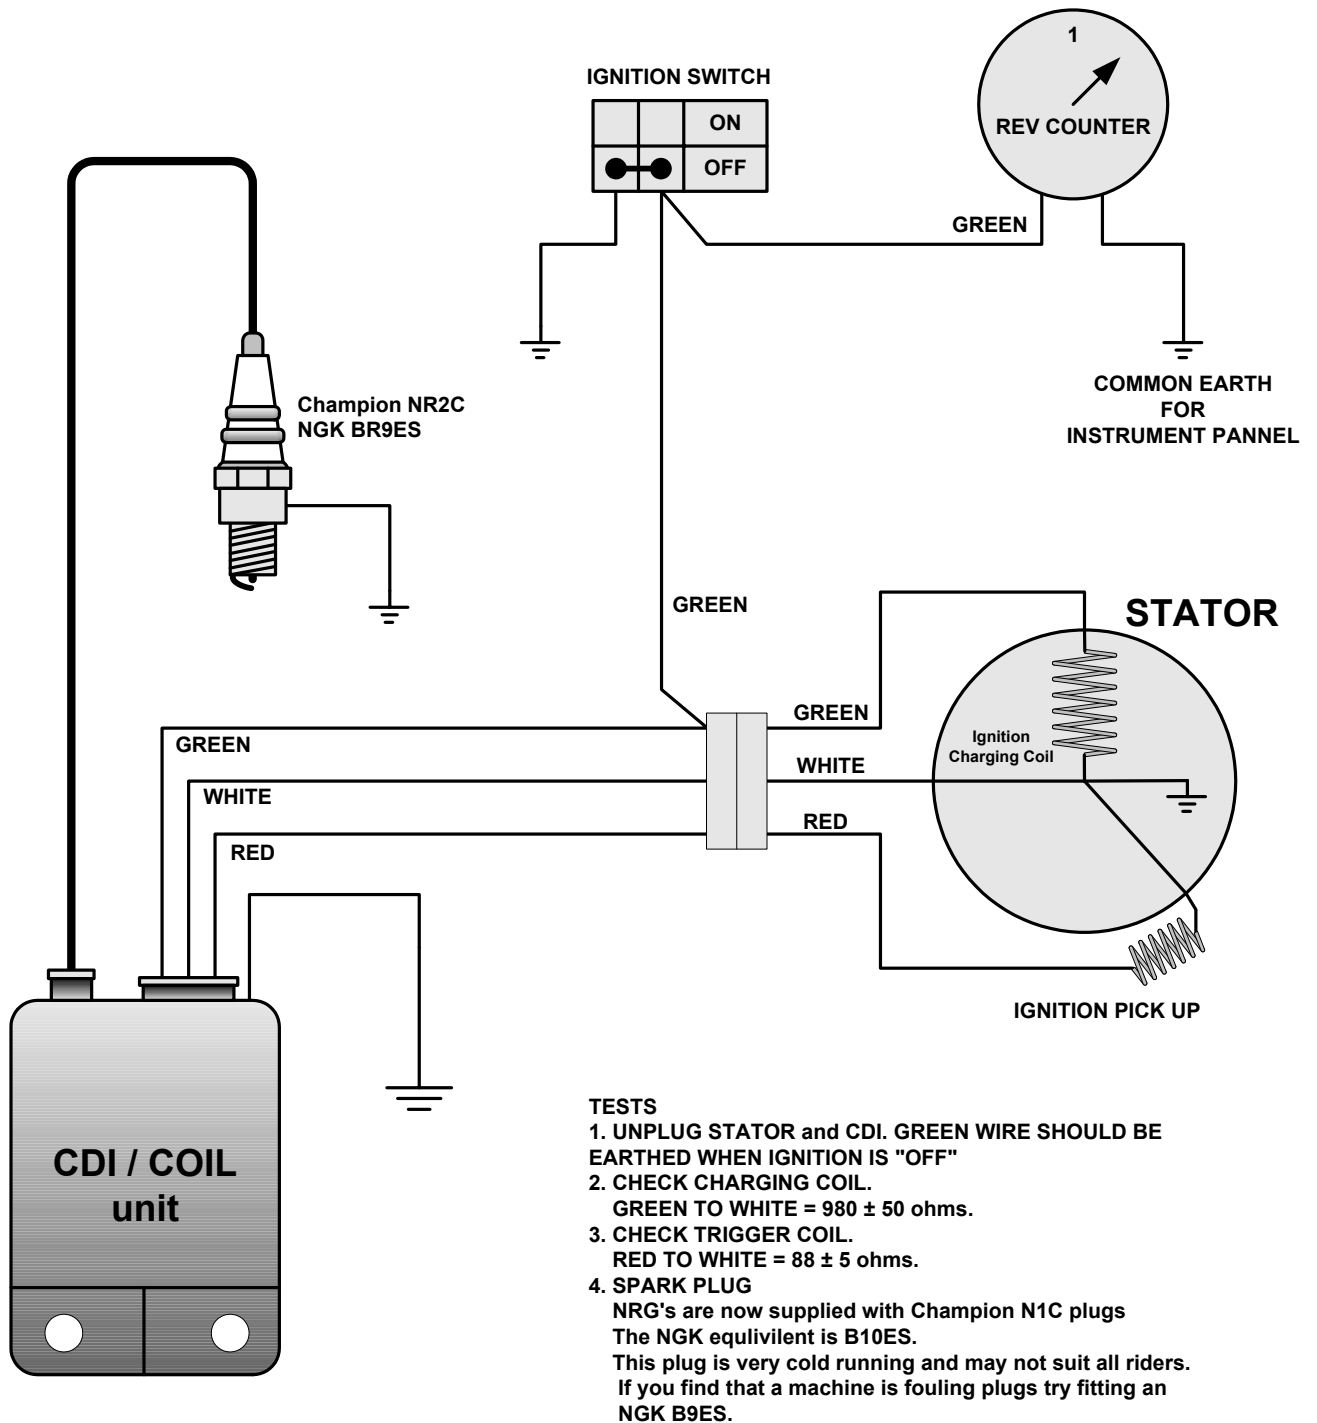 1
IGNITION SWITCH
ON
REV COUNTER
OFF
GREEN
COMMON EARTH
FOR
INSTRUMENT PANNEL
Champion NR2C
NGK BR9ES
GREEN
STATOR
GREEN
GREEN
Ignition
Charging Coil
WHITE
WHITE
RED
RED
IGNITION PICK UP
CDI / COIL
unit
TESTS
1. UNPLUG STATOR and CDI. GREEN WIRE SHOULD BE
EARTHED WHEN IGNITION IS "OFF"
2. CHECK CHARGING COIL.
GREEN TO WHITE = 980 ± 50 ohms.
3. CHECK TRIGGER COIL.
RED TO WHITE = 88 ± 5 ohms.
4. SPARK PLUG
NRG's are now supplied with Champion N1C plugs
The NGK equlivilent is B10ES.
This plug is very cold running and may not suit all riders.
If you find that a machine is fouling plugs try fitting an
NGK B9ES.